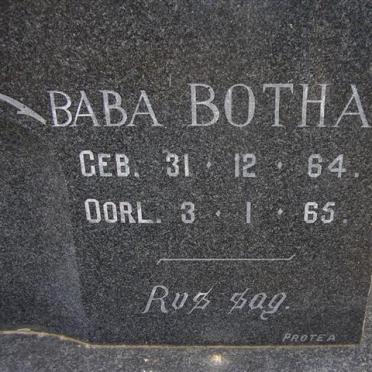 BABA BOTHA
GEB. 31 · 12 · 64.
OORL. 3 · 1 · 65.
Rus sag.
PROTEA